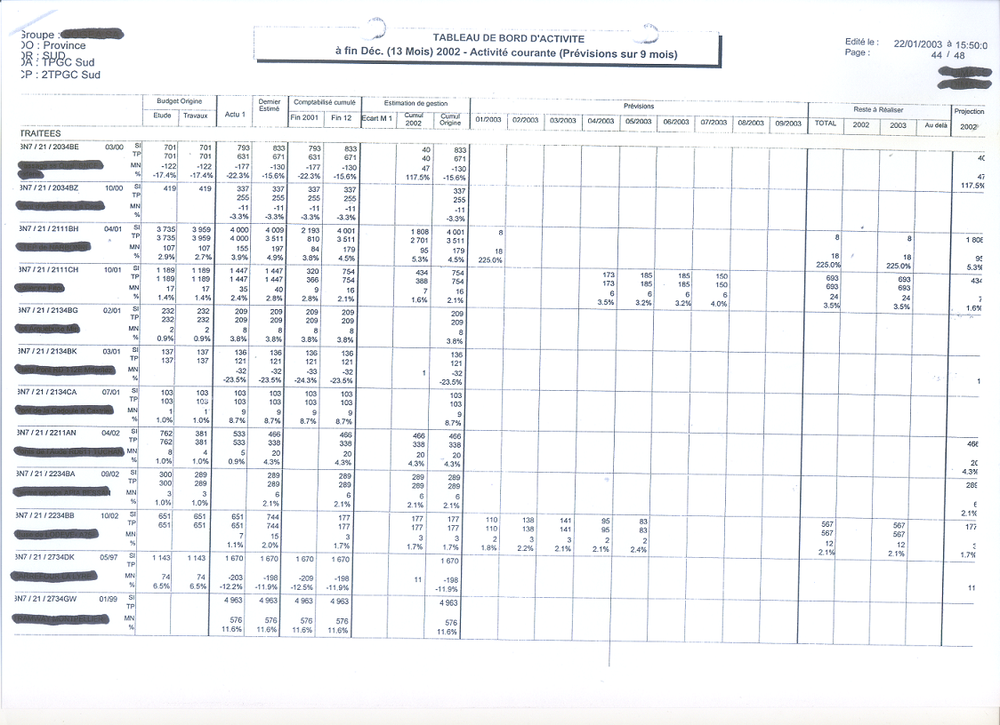 Groupe :
DO : Province
DR : SUD
DA : TPGC Sud
CP : 2TPGC Sud
TABLEAU DE BORD D'ACTIVITE
à fin Déc. (13 Mois) 2002 - Activité courante (Prévisions sur 9 mois)
Edité le : 22/01/2003 à 15:50:0
Page : 44 / 48
Budget Origine Actu 1 Dernier Estimé Comptabilisé cumulé Estimation de gestion Prévisions Reste à Réaliser Projection
Etude Travaux Fin 2001 Fin 12 Ecart M 1 Cumul 2002 Cumul Origine 01/2003 02/2003 03/2003 04/2003 05/2003 06/2003 07/2003 08/2003 09/2003 TOTAL 2002 2003 Au delà 2002
TRAITEES
3N7 / 21 / 2034BE 03/00 SI 701 701 793 833 793 833 40 833 40
TP 701 701 631 671 631 671 40 671
MN -122 -122 -177 -130 -177 -130 47 -130 47
% -17.4% -17.4% -22.3% -15.6% -22.3% -15.6% 117.5% -15.6% 117.5%
3N7 / 21 / 2034BZ 10/00 SI 419 419 337 337 337 337 337
TP 255 255 255 255 255
MN -11 -11 -11 -11 -11
% -3.3% -3.3% -3.3% -3.3% -3.3%
3N7 / 21 / 2111BH 04/01 SI 3 735 3 959 4 000 4 009 2 193 4 001 1 808 4 001 8 1 808
TP 3 735 3 959 4 000 3 511 810 3 511 2 701 3 511 8 8
MN 107 107 155 197 84 179 95 179 18 18 18 95
% 2.9% 2.7% 3.9% 4.9% 3.8% 4.5% 5.3% 4.5% 225.0% 225.0% 225.0% 5.3%
3N7 / 21 / 2111CH 10/01 SI 1 189 1 189 1 447 1 447 320 754 434 754 173 185 185 150 693 693 434
TP 1 189 1 189 1 447 1 447 366 754 388 754 173 185 185 150 693 693
MN 17 17 35 40 9 16 7 16 6 6 6 6 24 24 7
% 1.4% 1.4% 2.4% 2.8% 2.8% 2.1% 1.6% 2.1% 3.5% 3.2% 3.2% 4.0% 3.5% 3.5% 1.6%
3N7 / 21 / 2134BG 02/01 SI 232 232 209 209 209 209 209
TP 232 232 209 209 209 209 209
MN 2 2 8 8 8 8 8
% 0.9% 0.9% 3.8% 3.8% 3.8% 3.8% 3.8%
3N7 / 21 / 2134BK 03/01 SI 137 137 136 136 136 136 136
TP 137 137 121 121 121 121 121
MN -32 -32 -33 -32 1 -32 1
% -23.5% -23.5% -24.3% -23.5% -23.5%
3N7 / 21 / 2134CA 07/01 SI 103 103 103 103 103 103 103
TP 103 103 103 103 103 103 103
MN 1 1 9 9 9 9 9
% 1.0% 1.0% 8.7% 8.7% 8.7% 8.7% 8.7%
3N7 / 21 / 2211AN 04/02 SI 762 381 533 466 466 466 466 466
TP 762 381 533 338 338 338 338
MN 8 4 5 20 20 20 20 20
% 1.0% 1.0% 0.9% 4.3% 4.3% 4.3% 4.3% 4.3%
3N7 / 21 / 2234BA 09/02 SI 300 289 289 289 289 289 289
TP 300 289 289 289 289 289
MN 3 3 6 6 6 6 6
% 1.0% 1.0% 2.1% 2.1% 2.1% 2.1% 2.1%
3N7 / 21 / 2234BB 10/02 SI 651 651 651 744 177 177 177 110 138 141 95 83 567 567 177
TP 651 651 651 744 177 177 177 110 138 141 95 83 567 567
MN 7 15 3 3 3 2 3 3 2 2 12 12 3
% 1.1% 2.0% 1.7% 1.7% 1.7% 1.8% 2.2% 2.1% 2.1% 2.4% 2.1% 2.1% 1.7%
3N7 / 21 / 2734DK 05/97 SI 1 143 1 143 1 670 1 670 1 670 1 670 1 670
TP
MN 74 74 -203 -198 -209 -198 11 -198 11
% 6.5% 6.5% -12.2% -11.9% -12.5% -11.9% -11.9%
3N7 / 21 / 2734GW 01/99 SI 4 963 4 963 4 963 4 963 4 963
TP
MN 576 576 576 576 576
% 11.6% 11.6% 11.6% 11.6% 11.6%